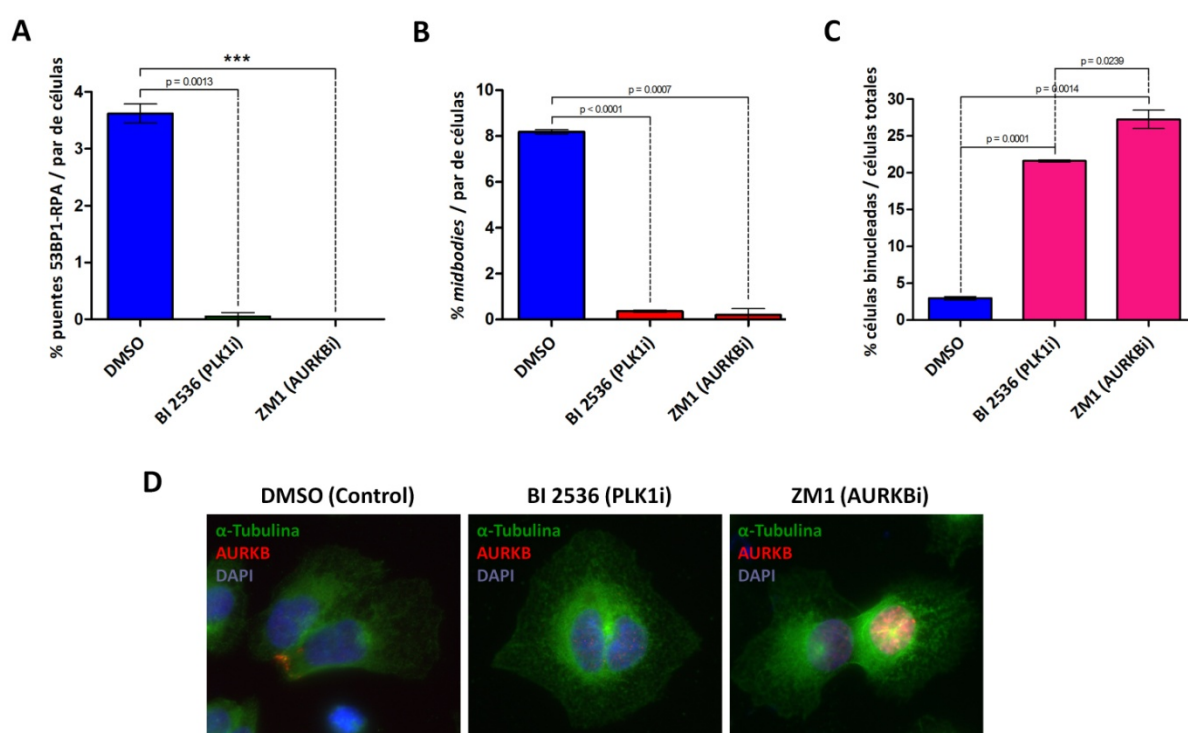 A
% puentes 53BP1-RPA / par de células
4
3
2
1
0
***
p = 0.0013
DMSO
BI 2536 (PLK1i)
ZM1 (AURKBi)
B
% midbodies / par de células
10
8
6
4
2
0
p = 0.0007
p < 0.0001
DMSO
BI 2536 (PLK1i)
ZM1 (AURKBi)
C
% células binucleadas / células totales
30
25
20
15
10
5
0
p = 0.0239
p = 0.0014
p = 0.0001
DMSO
BI 2536 (PLK1i)
ZM1 (AURKBi)
D
DMSO (Control)
α-Tubulina
AURKB
DAPI
BI 2536 (PLK1i)
α-Tubulina
AURKB
DAPI
ZM1 (AURKBi)
α-Tubulina
AURKB
DAPI